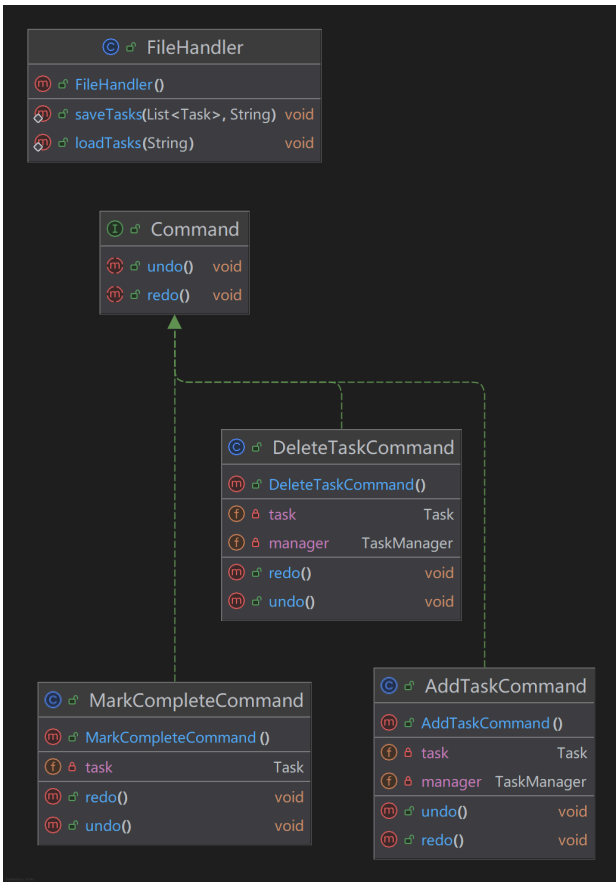 FileHandler
FileHandler()
saveTasks(List<Task>, String) void
loadTasks(String) void
Command
undo() void
redo() void
DeleteTaskCommand
DeleteTaskCommand()
task Task
manager TaskManager
redo() void
undo() void
MarkCompleteCommand
MarkCompleteCommand ()
task Task
redo() void
undo() void
AddTaskCommand
AddTaskCommand ()
task Task
manager TaskManager
undo() void
redo() void